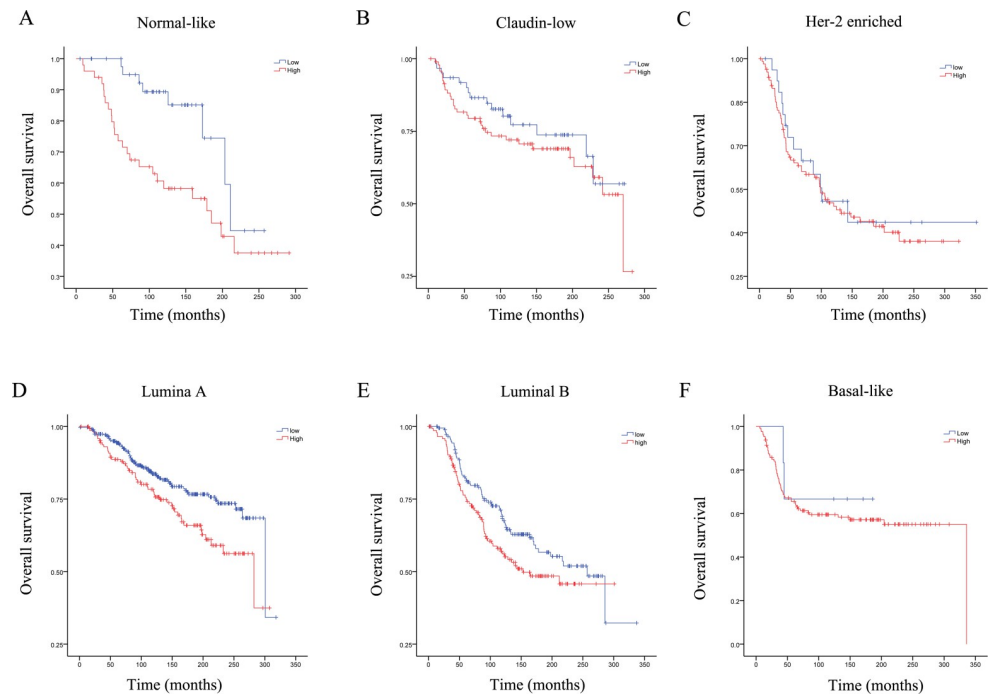 A
Normal-like
Low
High
1.0
0.9
0.8
0.7
0.6
0.5
0.4
0.3
Overall survival
0 50 100 150 200 250 300
Time (months)
B
Claudin-low
Low
High
1.00
0.75
0.50
0.25
Overall survival
0 50 100 150 200 250 300 350
Time (months)
C
Her-2 enriched
low
High
1.00
0.85
0.70
0.55
0.40
0.25
Overall survival
0 50 100 150 200 250 300 350
Time (months)
D
Lumina A
low
High
1.00
0.75
0.50
0.25
Overall survival
0 50 100 150 200 250 300 350
Time (months)
E
Luminal B
low
high
1.00
0.75
0.50
0.25
Overall survival
0 50 100 150 200 250 300 350
Time (months)
F
Basal-like
Low
High
1.0
0.8
0.6
0.4
0.2
0.0
Overall survival
0 50 100 150 200 250 300 350
Time (months)